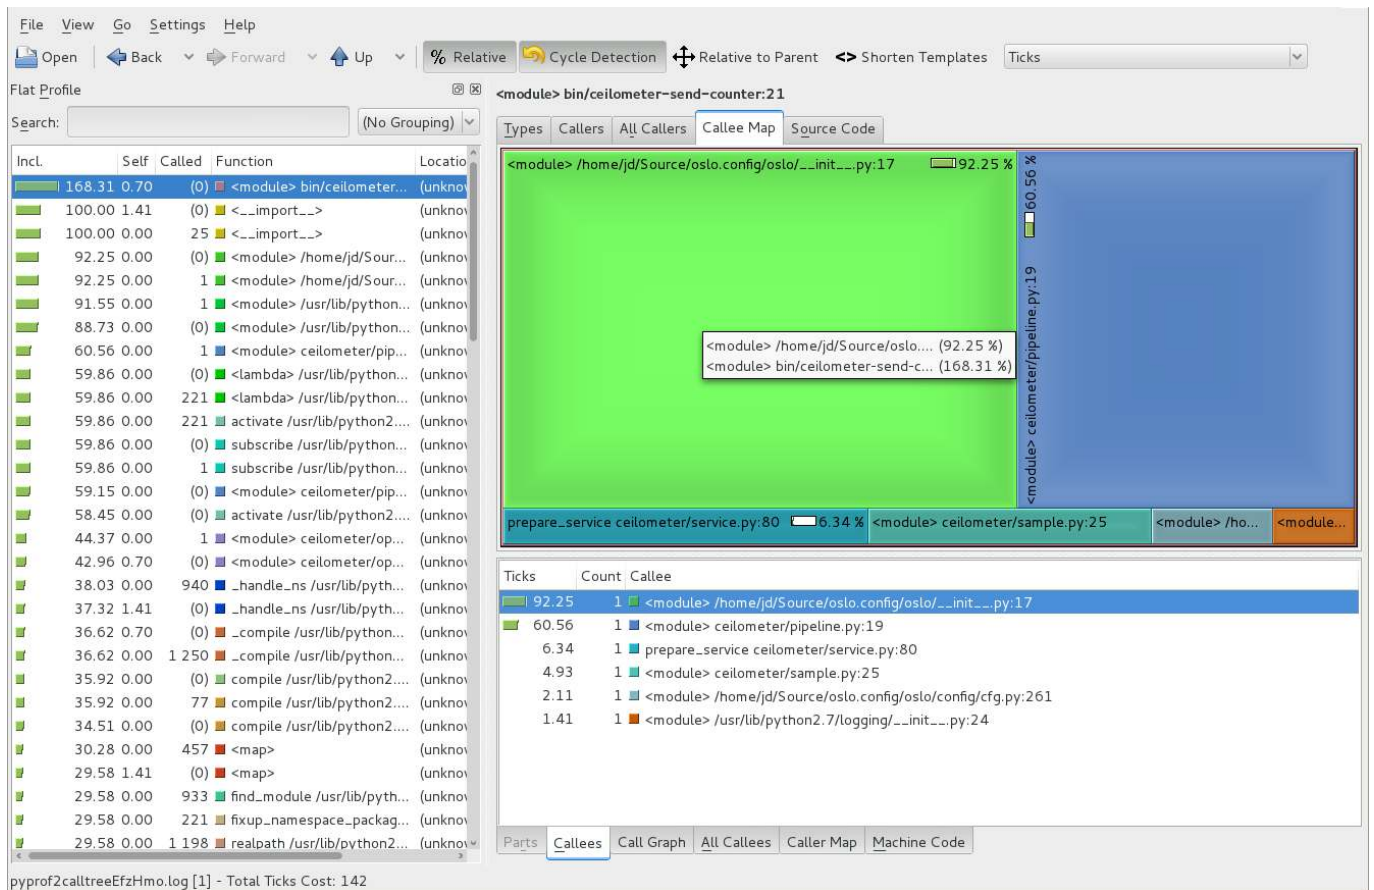 File View Go Settings Help
Open Back Forward Up % Relative Cycle Detection Relative to Parent <> Shorten Templates Ticks
Flat Profile
Search: (No Grouping)
Incl. Self Called Function Locatio
168.31 0.70 (0) <module> bin/ceilometer... (unknov
100.00 1.41 (0) <__import__> (unknov
100.00 0.00 25 <__import__> (unknov
92.25 0.00 (0) <module> /home/jd/Sour... (unknov
92.25 0.00 1 <module> /home/jd/Sour... (unknov
91.55 0.00 1 <module> /usr/lib/python... (unknov
88.73 0.00 (0) <module> /usr/lib/python... (unknov
60.56 0.00 1 <module> ceilometer/pip... (unknov
59.86 0.00 (0) <lambda> /usr/lib/python... (unknov
59.86 0.00 221 <lambda> /usr/lib/python... (unknov
59.86 0.00 221 activate /usr/lib/python2.... (unknov
59.86 0.00 (0) subscribe /usr/lib/python... (unknov
59.86 0.00 1 subscribe /usr/lib/python... (unknov
59.15 0.00 (0) <module> ceilometer/pip... (unknov
58.45 0.00 (0) activate /usr/lib/python2.... (unknov
44.37 0.00 1 <module> ceilometer/op... (unknov
42.96 0.70 (0) <module> ceilometer/op... (unknov
38.03 0.00 940 _handle_ns /usr/lib/pyth... (unknov
37.32 1.41 (0) _handle_ns /usr/lib/pyth... (unknov
36.62 0.70 (0) _compile /usr/lib/python... (unknov
36.62 0.00 1 250 _compile /usr/lib/python... (unknov
35.92 0.00 (0) compile /usr/lib/python2.... (unknov
35.92 0.00 77 compile /usr/lib/python2.... (unknov
34.51 0.00 (0) compile /usr/lib/python2.... (unknov
30.28 0.00 457 <map> (unknov
29.58 1.41 (0) <map> (unknov
29.58 0.00 933 find_module /usr/lib/pyth... (unknov
29.58 0.00 221 fixup_namespace_packag... (unknov
29.58 0.00 1 198 realpath /usr/lib/python2... (unknov
<module> bin/ceilometer-send-counter:21
Types Callers All Callers Callee Map Source Code
<module> /home/jd/Source/oslo.config/oslo/__init__.py:17 92.25 %
<module> ceilometer/pipeline.py:19 60.56 %
<module> /home/jd/Source/oslo.... (92.25 %)
<module> bin/ceilometer-send-c... (168.31 %)
prepare_service ceilometer/service.py:80 6.34 % <module> ceilometer/sample.py:25 <module> /ho... <module...
Ticks Count Callee
92.25 1 <module> /home/jd/Source/oslo.config/oslo/__init__.py:17
60.56 1 <module> ceilometer/pipeline.py:19
6.34 1 prepare_service ceilometer/service.py:80
4.93 1 <module> ceilometer/sample.py:25
2.11 1 <module> /home/jd/Source/oslo.config/oslo/config/cfg.py:261
1.41 1 <module> /usr/lib/python2.7/logging/__init__.py:24
Parts Callees Call Graph All Callees Caller Map Machine Code
pyprof2calltreeEfzHmo.log [1] - Total Ticks Cost: 142